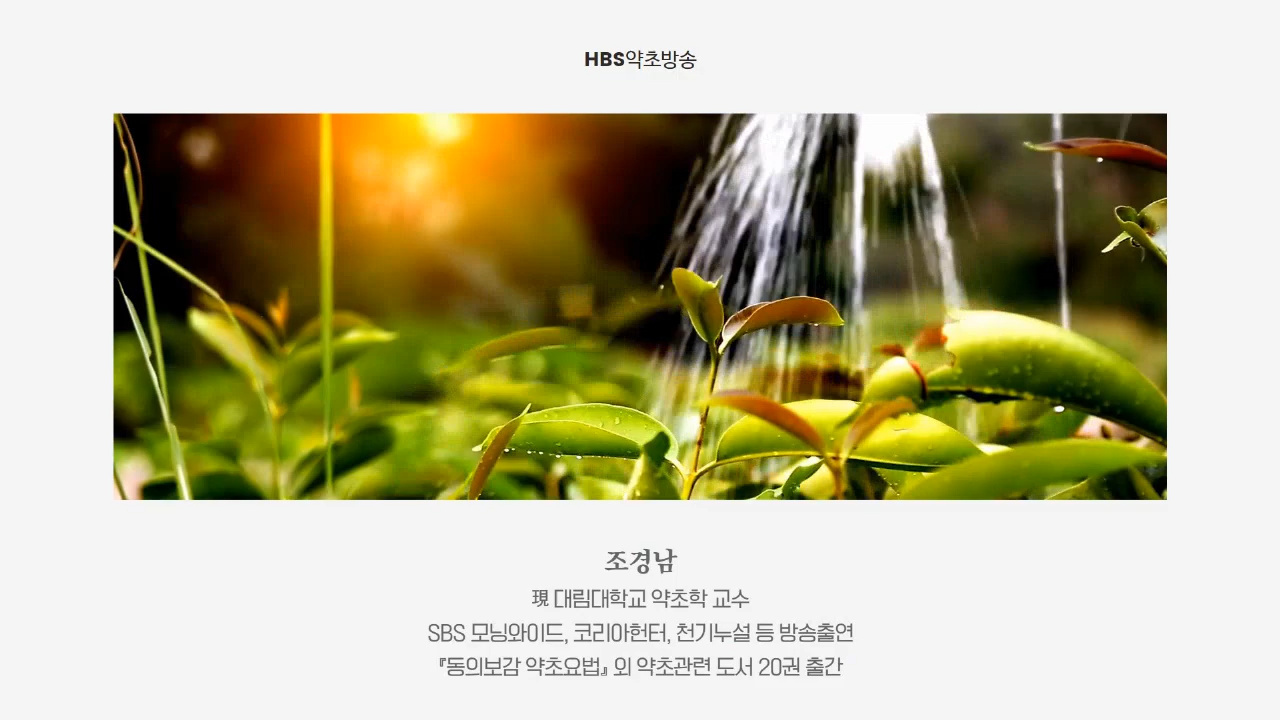 HBS약초방송
조경남
現 대림대학교 약초학 교수
SBS 모닝와이드, 코리아헌터, 천기누설 등 방송출연
『동의보감 약초요법』 외 약초관련 도서 20권 출간